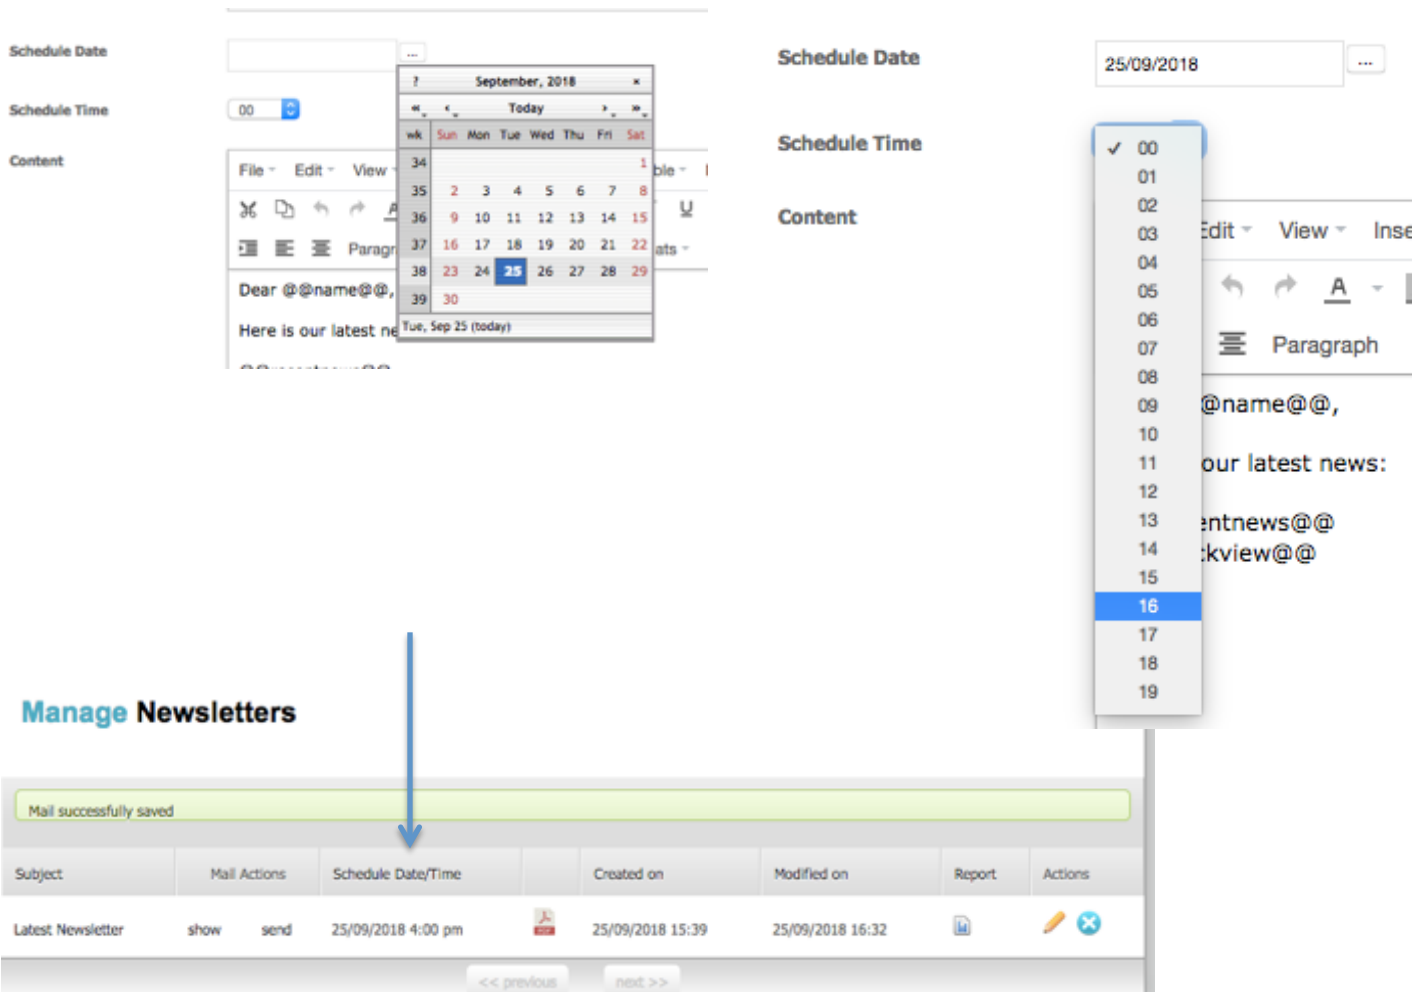 Schedule Date
...
? September, 2018 ×
« ‹ Today › »
wk Sun Mon Tue Wed Thu Fri Sat
34 1
35 2 3 4 5 6 7 8
36 9 10 11 12 13 14 15
37 16 17 18 19 20 21 22
38 23 24 25 26 27 28 29
39 30
Tue, Sep 25 (today)
Schedule Time
00
Content
File Edit View ble
A U
Paragr ats
Dear @@name@@,
Here is our latest ne
Schedule Date
25/09/2018 ...
Schedule Time
✓ 00
01
02
03
04
05
06
07
08
09
10
11
12
13
14
15
16
17
18
19
Content
Edit View Inse
A
Paragraph
@name@@,
our latest news:
entnews@@
ckview@@
Manage Newsletters
Mail successfully saved
Subject Mail Actions Schedule Date/Time Created on Modified on Report Actions
Latest Newsletter show send 25/09/2018 4:00 pm 25/09/2018 15:39 25/09/2018 16:32
<< previous next >>